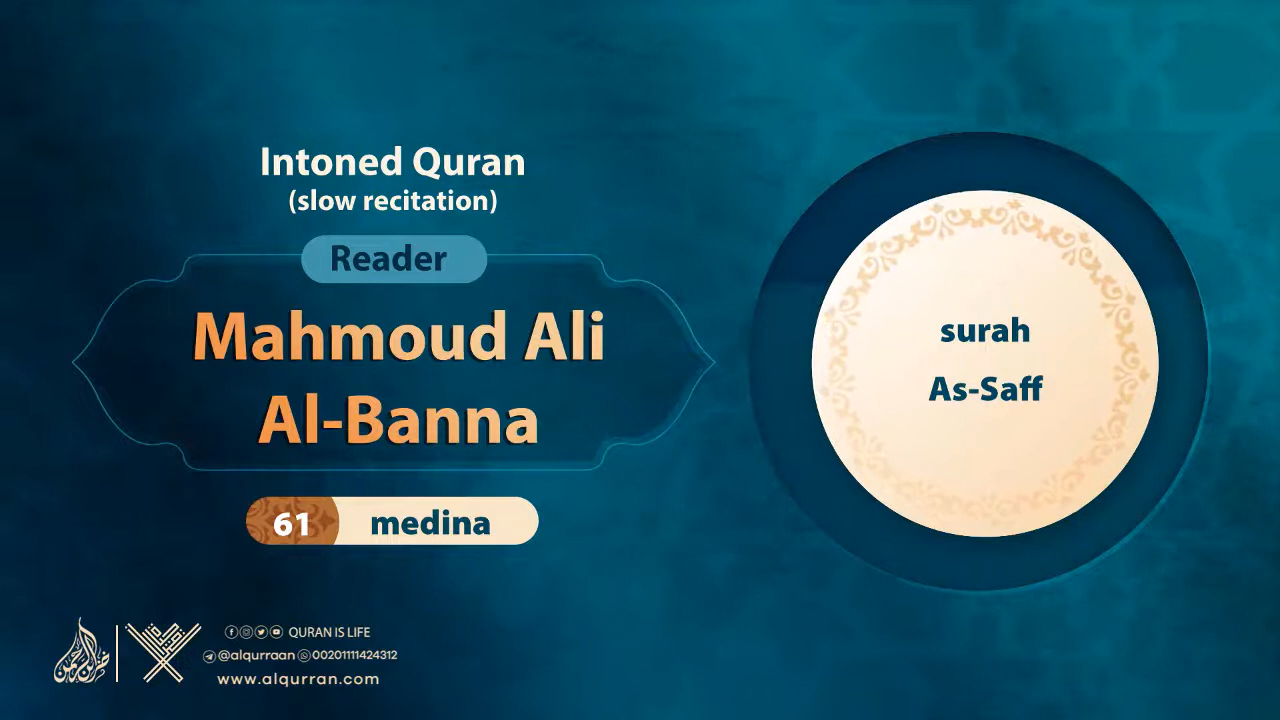 Intoned Quran
(slow recitation)
Reader
Mahmoud Ali
Al-Banna
61 medina
surah
As-Saff
QURAN IS LIFE
@alqurraan 00201111424312
www.alqurran.com